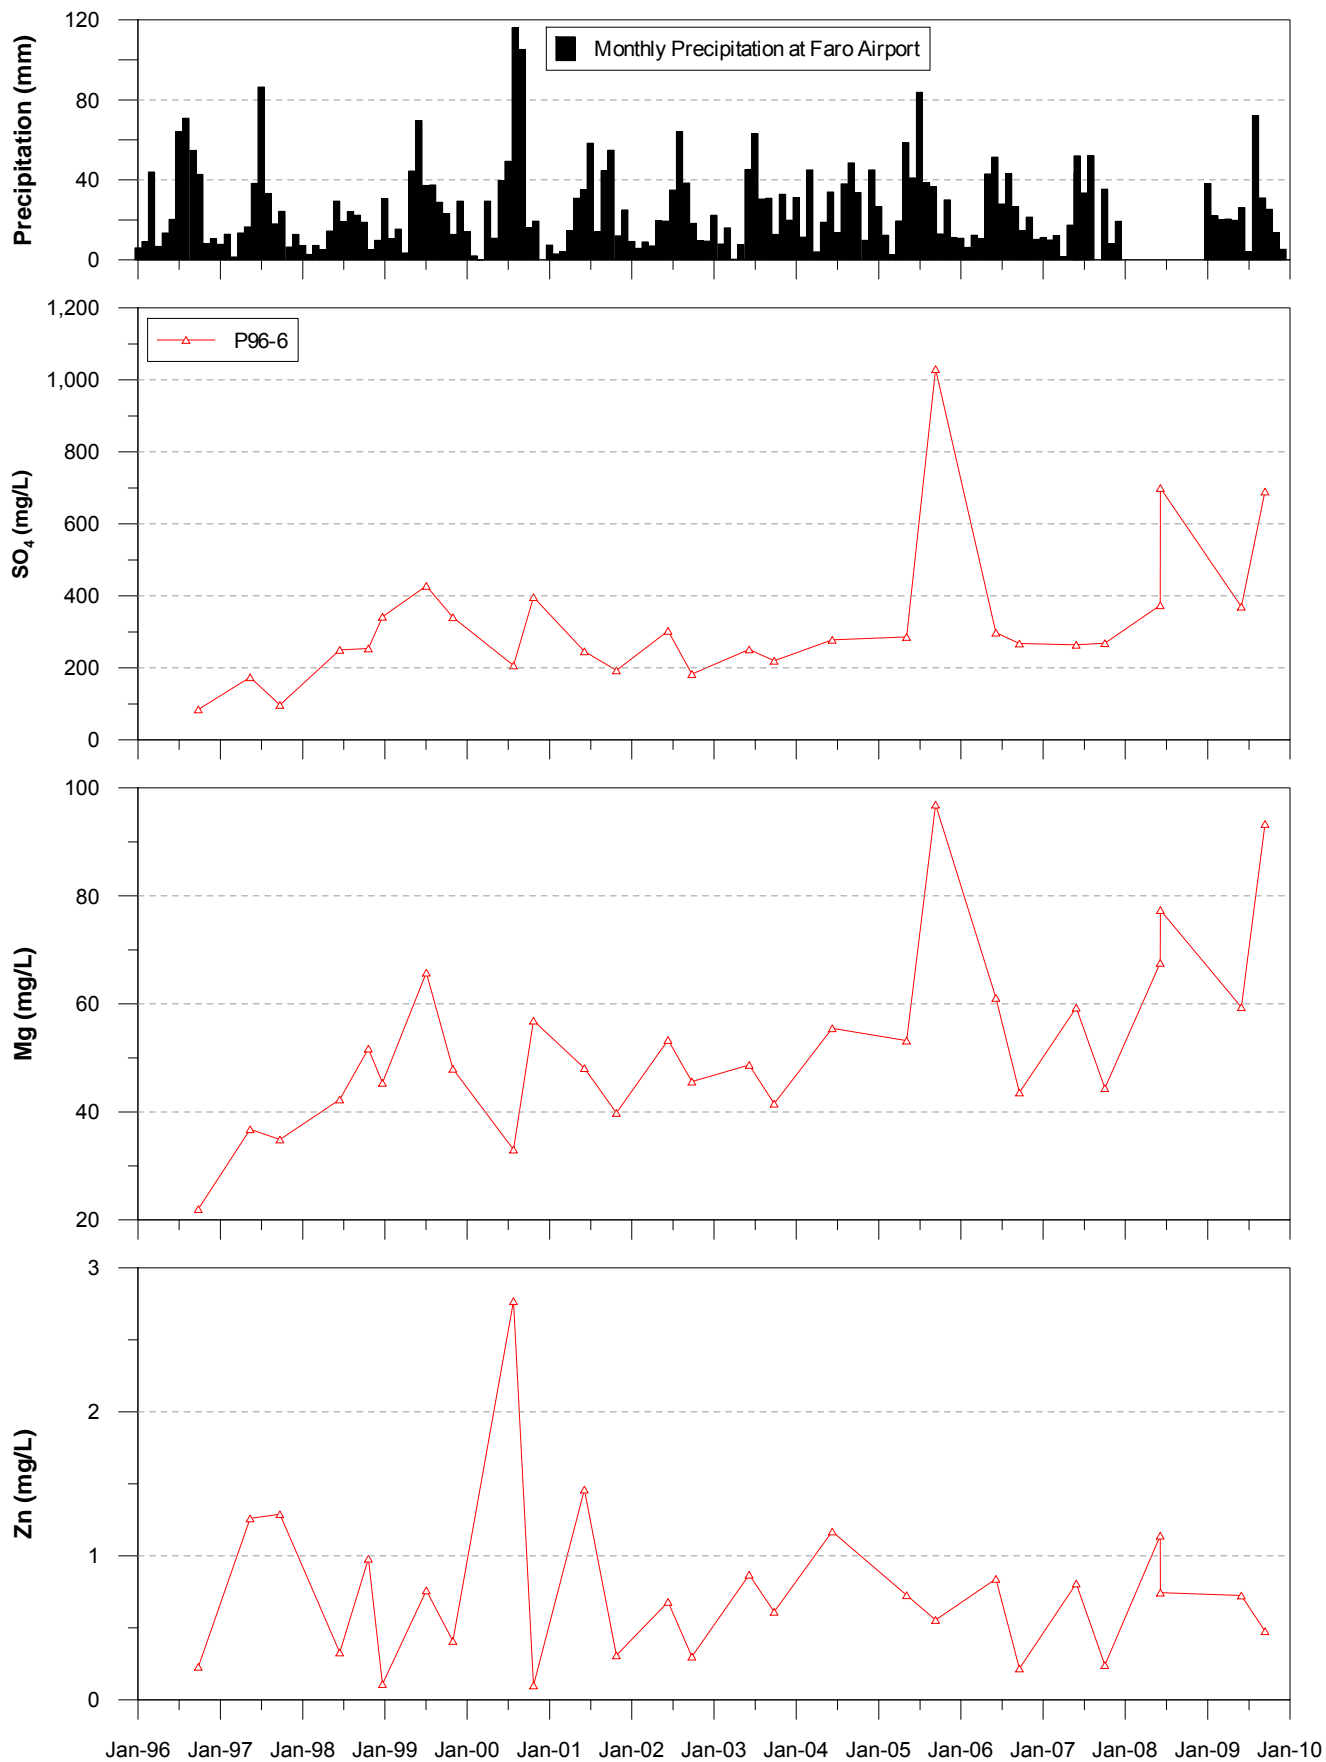 120
80
40
0
Precipitation (mm)
Monthly Precipitation at Faro Airport
1,200
1,000
800
600
400
200
0
SO₄ (mg/L)
P96-6
100
80
60
40
20
Mg (mg/L)
3
2
1
0
Zn (mg/L)
Jan-96 Jan-97 Jan-98 Jan-99 Jan-00 Jan-01 Jan-02 Jan-03 Jan-04 Jan-05 Jan-06 Jan-07 Jan-08 Jan-09 Jan-10